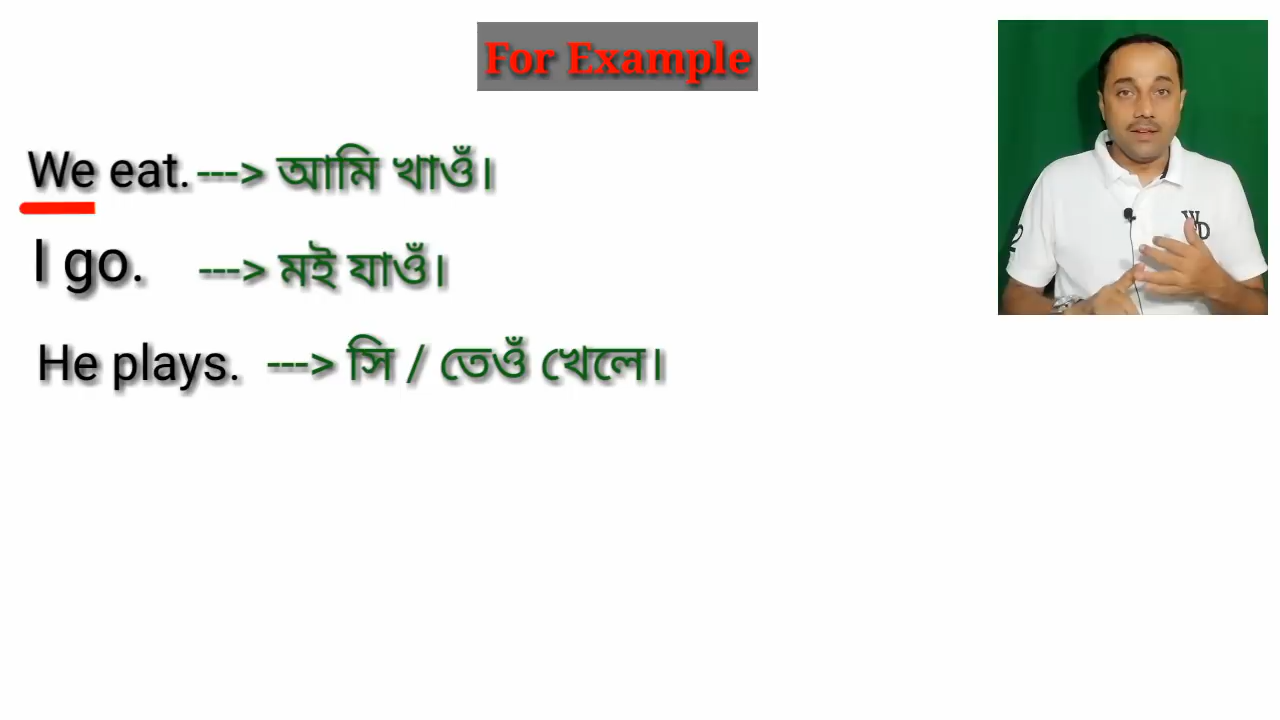 For Example
We eat. ---> আমি খাওঁ।
I go. ---> মই যাওঁ।
He plays. ---> সি / তেওঁ খেলে।